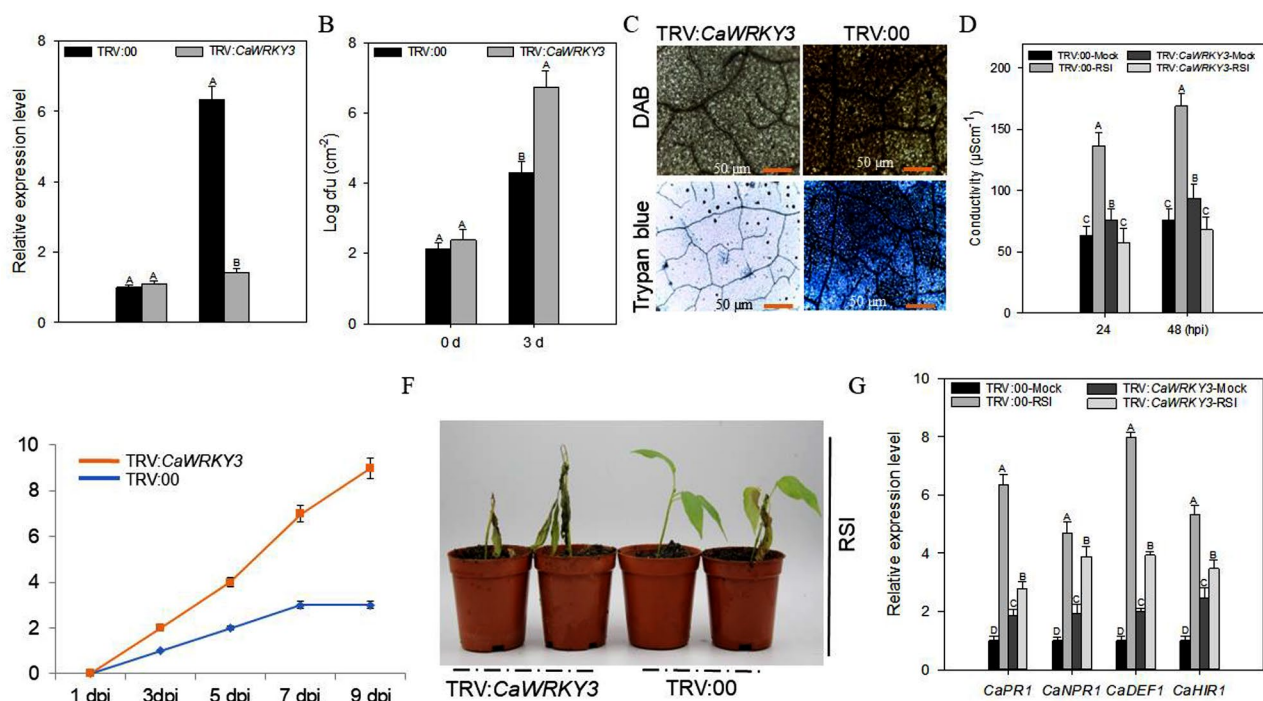 B
C
D
TRV:00 TRV:CaWRKY3
Relative expression level
8
6
4
2
0
A A A B
TRV:00 TRV:CaWRKY3
Log cfu (cm-2)
8
6
4
2
0
A A B A
0 d 3 d
TRV:CaWRKY3 TRV:00
DAB
50 µm 50 µm
Trypan blue
50 µm 50 µm
TRV:00-Mock TRV:CaWRKY3-Mock
TRV:00-RSI TRV:CaWRKY3-RSI
Conductivity (µScm-1)
200
150
100
50
0
C A B C C A B C
24 48 (hpi)
F
G
TRV:CaWRKY3
TRV:00
10
8
6
4
2
0
1 dpi 3dpi 5 dpi 7 dpi 9 dpi
RSI
TRV:CaWRKY3 TRV:00
TRV:00-Mock TRV:CaWRKY3-Mock
TRV:00-RSI TRV:CaWRKY3-RSI
Relative expression level
10
8
6
4
2
0
D A C B D A C B D A C B D A C B
CaPR1 CaNPR1 CaDEF1 CaHIR1